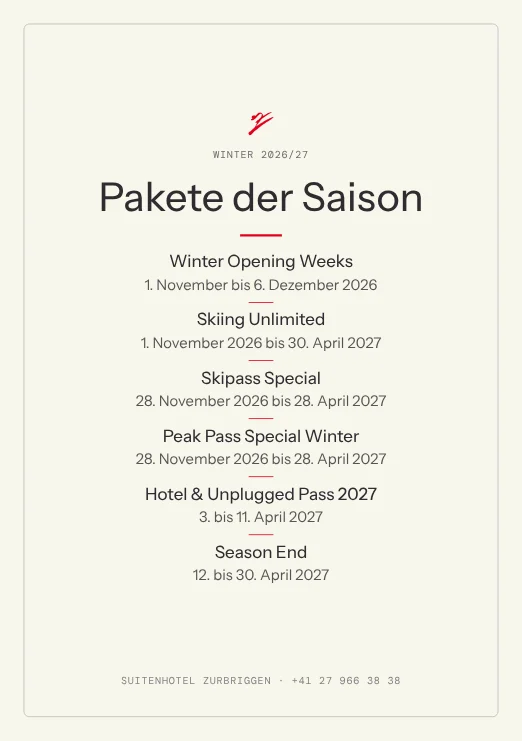 WINTER 2026/27
Pakete der Saison
Winter Opening Weeks
1. November bis 6. Dezember 2026
Skiing Unlimited
1. November 2026 bis 30. April 2027
Skipass Special
28. November 2026 bis 28. April 2027
Peak Pass Special Winter
28. November 2026 bis 28. April 2027
Hotel & Unplugged Pass 2027
3. bis 11. April 2027
Season End
12. bis 30. April 2027
SUITENHOTEL ZURBRIGGEN · +41 27 966 38 38